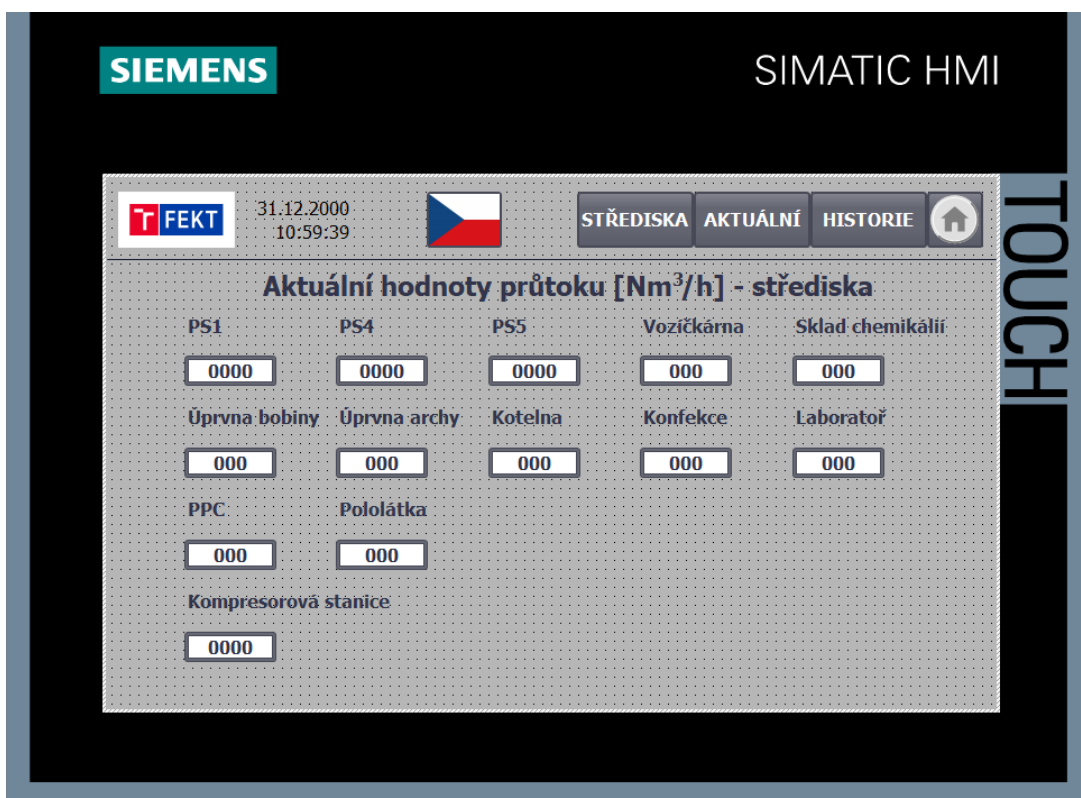 SIEMENS
SIMATIC HMI
TOUCH
T FEKT
31.12.2000
10:59:39
STŘEDISKA AKTUÁLNÍ HISTORIE
Aktuální hodnoty průtoku [Nm³/h] - střediska
PS1 PS4 PS5 Vozíčkárna Sklad chemikálií
0000 0000 0000 000 000
Úprvna bobiny Úprvna archy Kotelna Konfekce Laboratoř
000 000 000 000 000
PPC Pololátka
000 000
Kompresorová stanice
0000